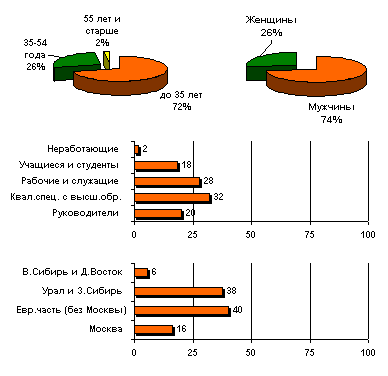 55 лет и
старше
2%
35-54
года
26%
до 35 лет
72%
Женщины
26%
Мужчины
74%
Неработающие 2
Учащиеся и студенты 18
Рабочие и служащие 28
Квал.спец. с высш.обр. 32
Руководители 20
0 25 50 75 100
В.Сибирь и Д.Восток 6
Урал и З.Сибирь 38
Евр.часть (без Москвы) 40
Москва 16
0 25 50 75 100